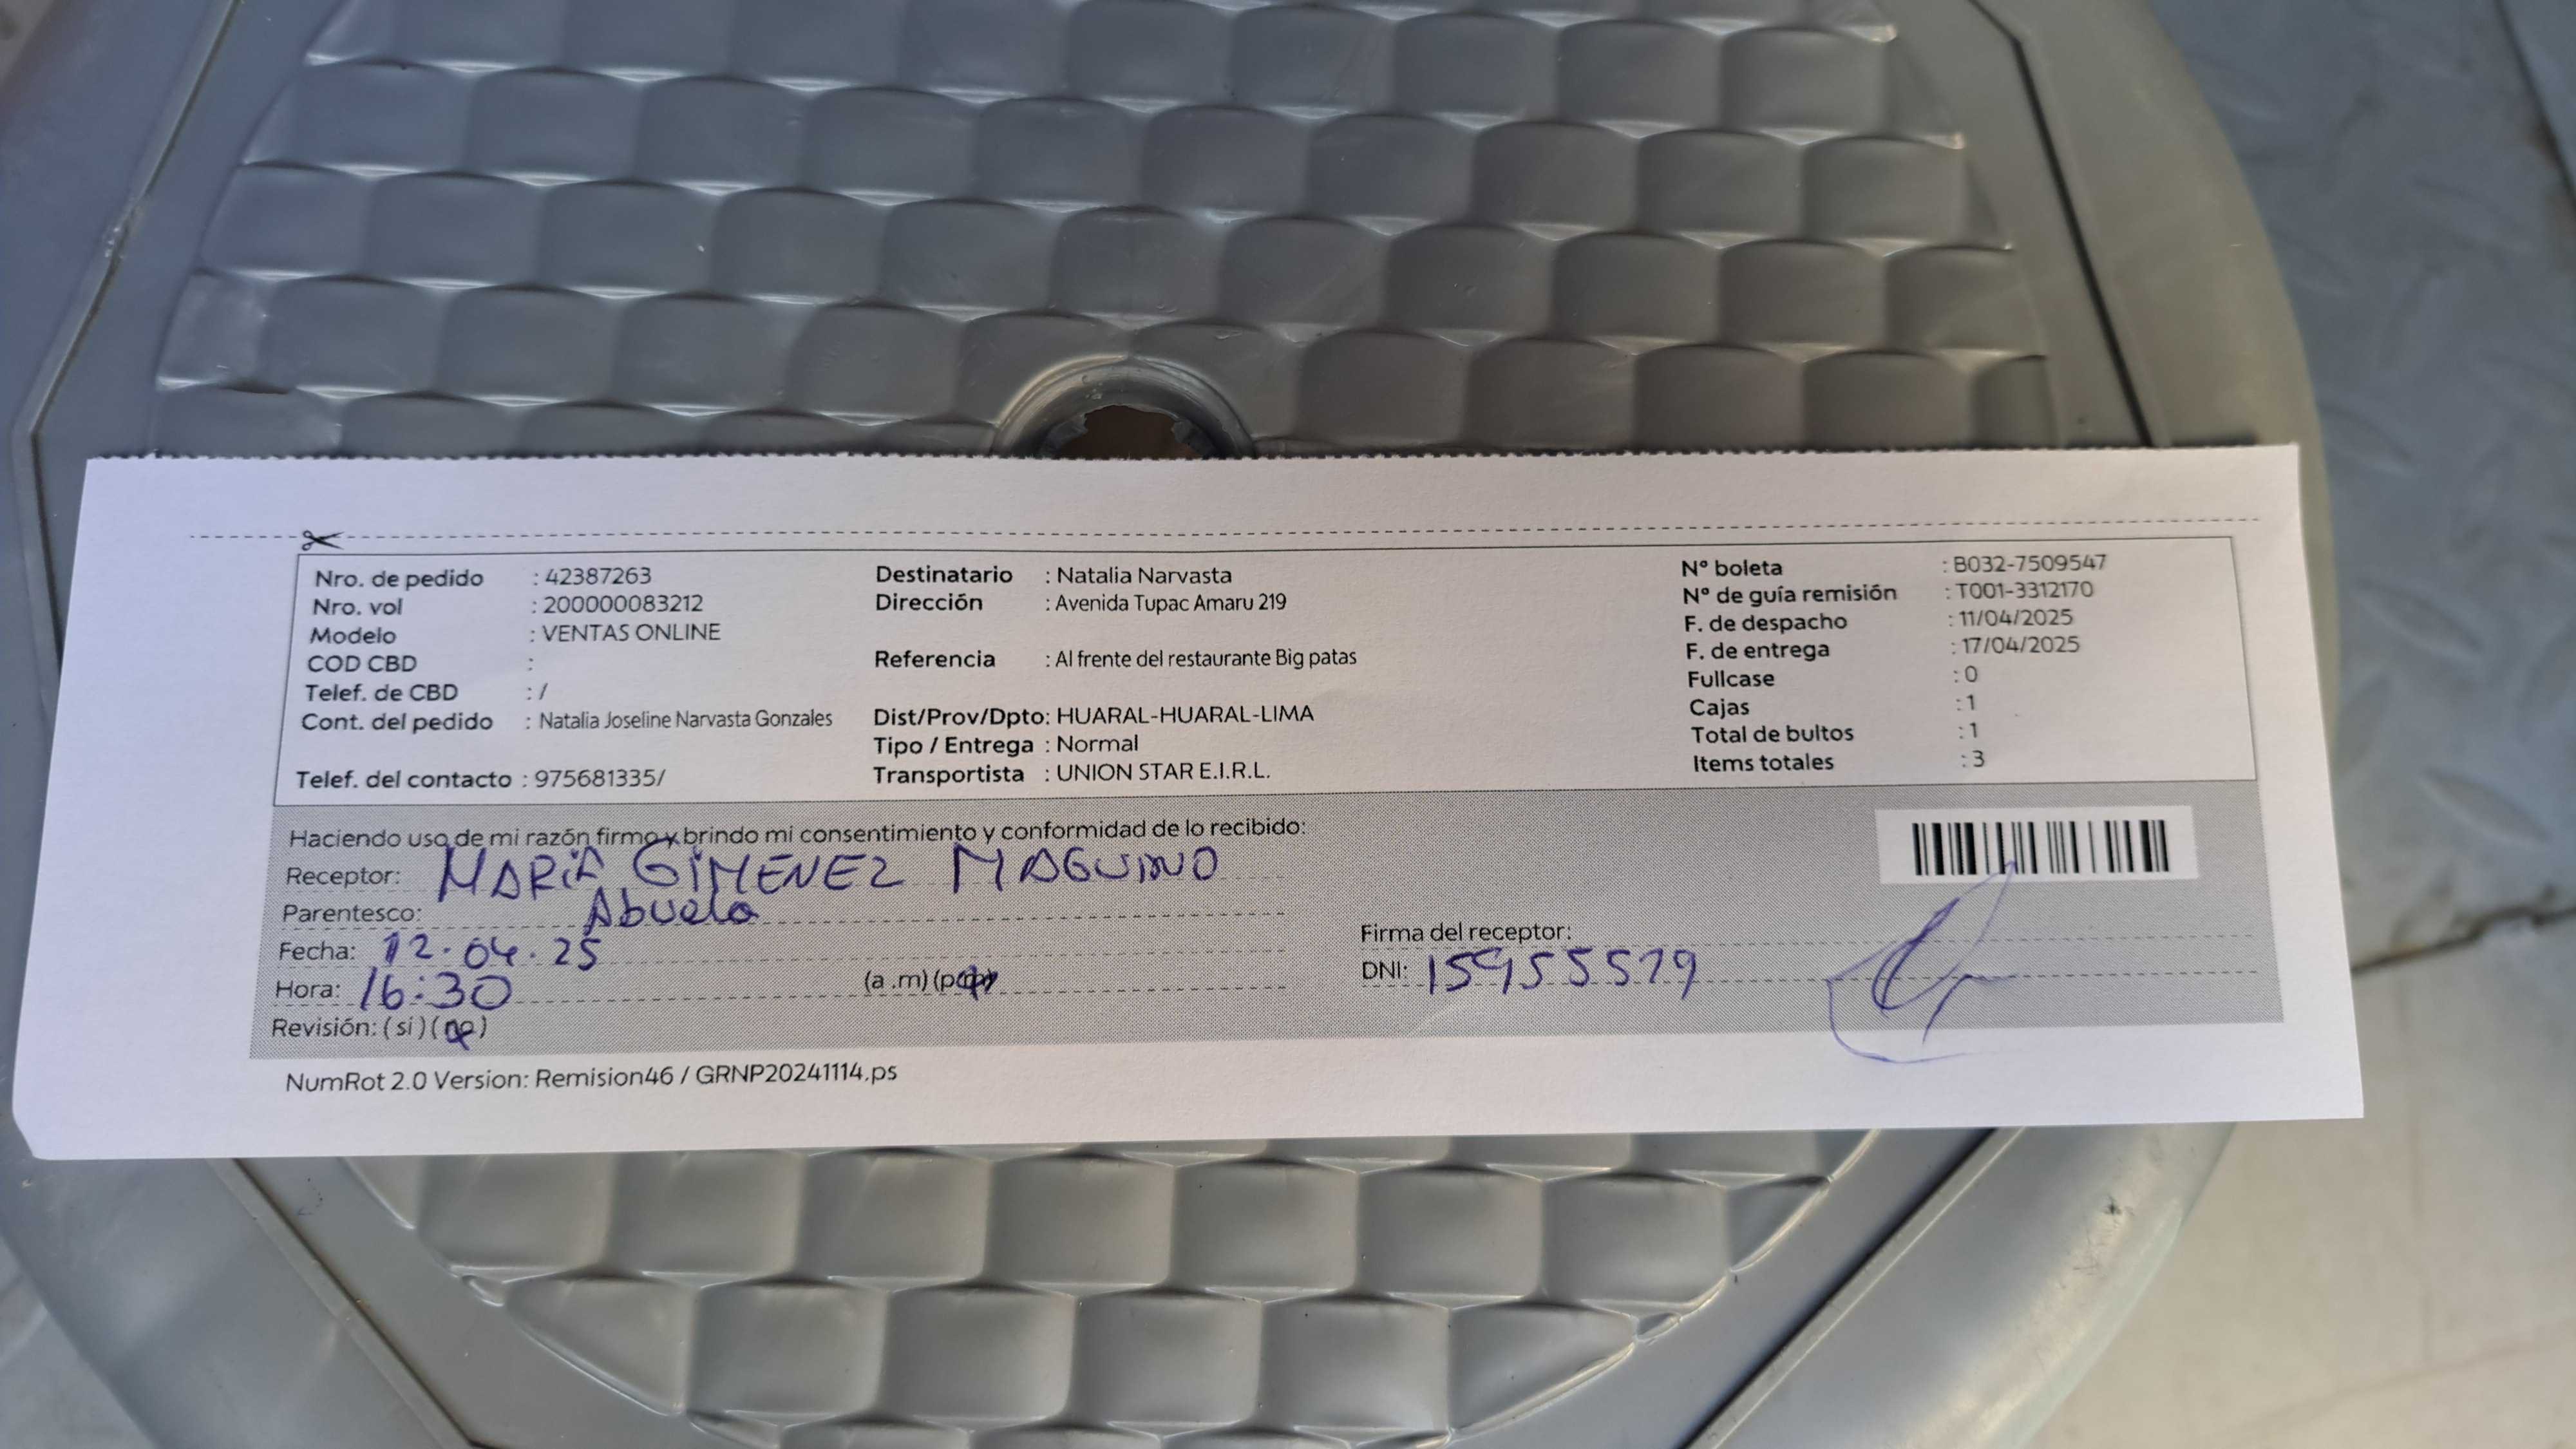 Nro. de pedido : 42387263
Nro. vol : 200000083212
Modelo : VENTAS ONLINE
COD CBD :
Telef. de CBD : /
Cont. del pedido : Natalia Joseline Narvasta Gonzales
Telef. del contacto : 975681335/
Destinatario : Natalia Narvasta
Dirección : Avenida Tupac Amaru 219
Referencia : Al frente del restaurante Big patas
Dist/Prov/Dpto: HUARAL-HUARAL-LIMA
Tipo / Entrega : Normal
Transportista : UNION STAR E.I.R.L.
N° boleta : B032-7509547
N° de guía remisión : T001-3312170
F. de despacho : 11/04/2025
F. de entrega : 17/04/2025
Fullcase : 0
Cajas : 1
Total de bultos : 1
Items totales : 3
Haciendo uso de mi razón firmo y brindo mi consentimiento y conformidad de lo recibido:
Receptor: MARIA GIMENEZ MAGUINO
Parentesco: Abuela
Fecha: 12.04.25
Hora: 16:30 (a .m) (p.m)
Revisión: (si) (no)
Firma del receptor:
DNI: 15955579
NumRot 2.0 Version: Remision46 / GRNP20241114.ps